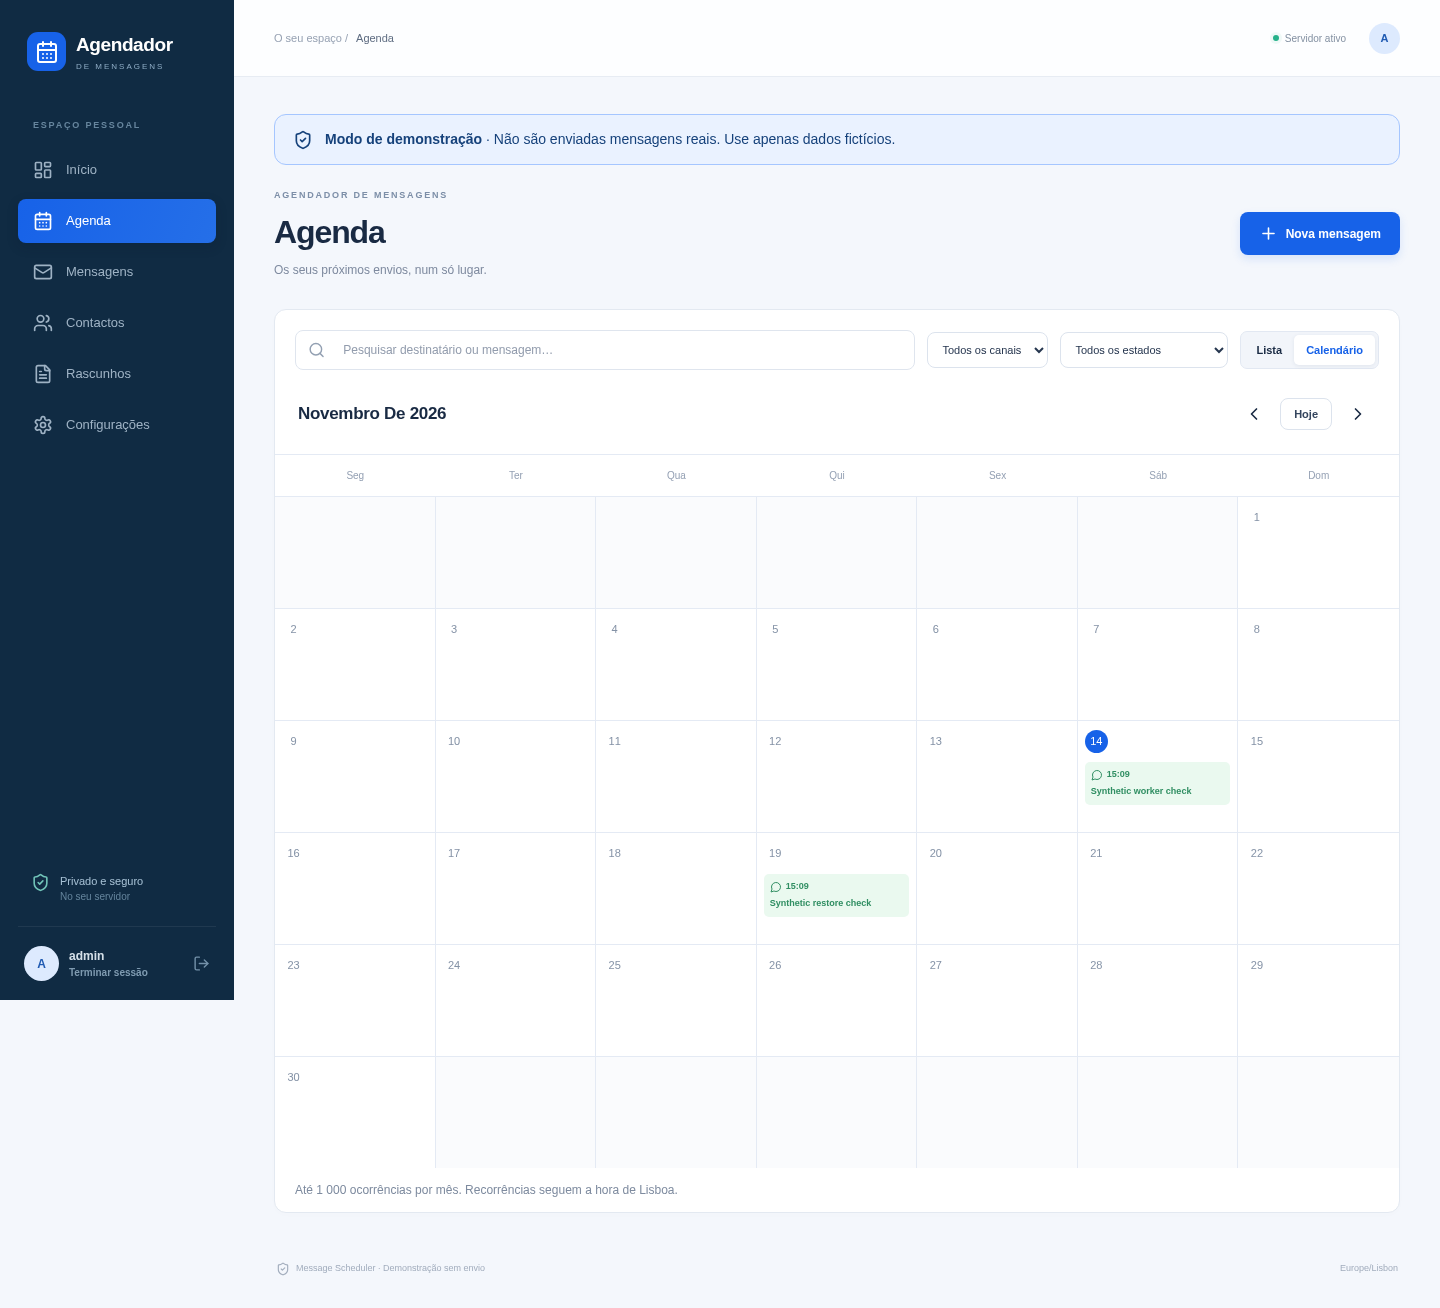 Agendador
DE MENSAGENS
ESPAÇO PESSOAL
Início
Agenda
Mensagens
Contactos
Rascunhos
Configurações
Privado e seguro
No seu servidor
A
admin
Terminar sessão
O seu espaço / Agenda
Servidor ativo
A
Modo de demonstração · Não são enviadas mensagens reais. Use apenas dados fictícios.
AGENDADOR DE MENSAGENS
Agenda
Os seus próximos envios, num só lugar.
Nova mensagem
Pesquisar destinatário ou mensagem…
Todos os canais
Todos os estados
Lista
Calendário
Novembro De 2026
Hoje
Seg Ter Qua Qui Sex Sáb Dom
1
2 3 4 5 6 7 8
9 10 11 12 13 14 15
15:09
Synthetic worker check
16 17 18 19 20 21 22
15:09
Synthetic restore check
23 24 25 26 27 28 29
30
Até 1 000 ocorrências por mês. Recorrências seguem a hora de Lisboa.
Message Scheduler · Demonstração sem envio
Europe/Lisbon